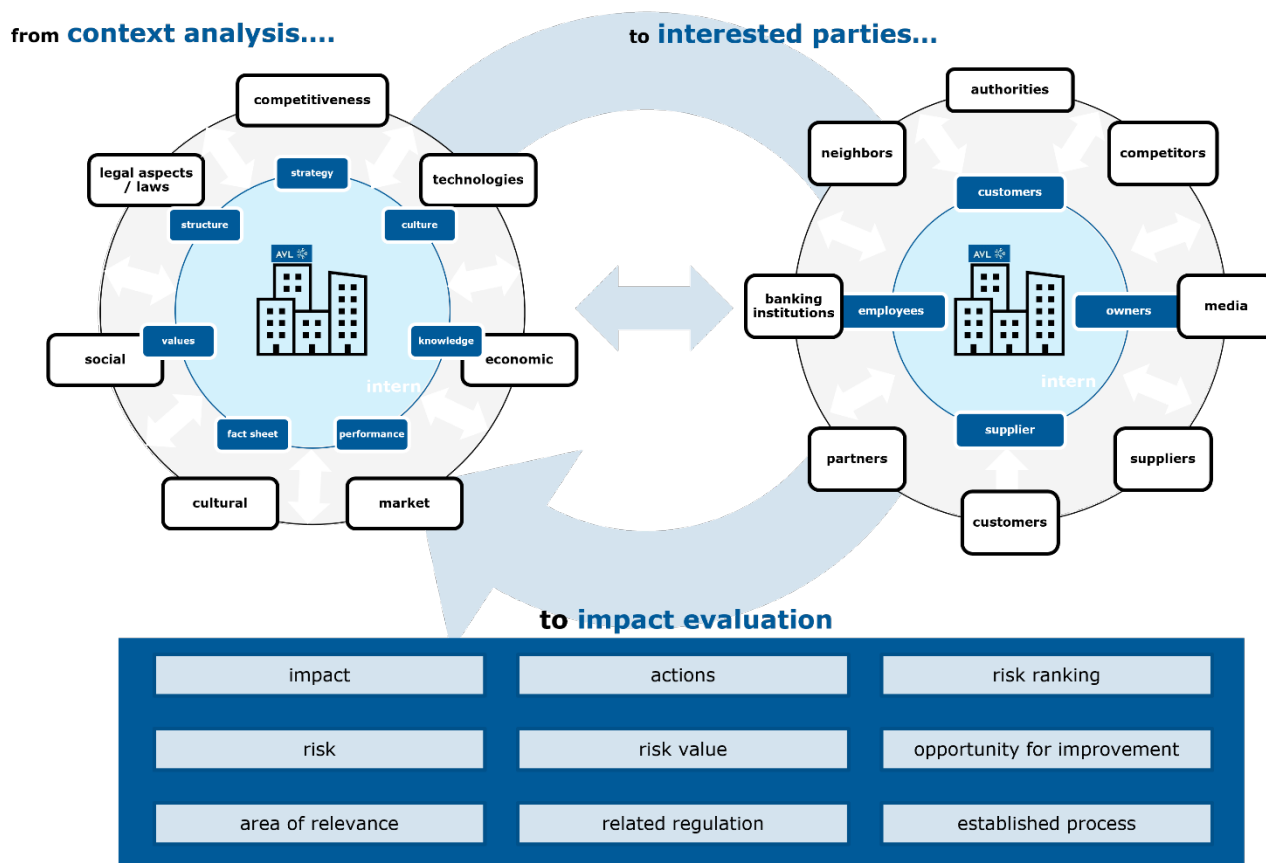 from context analysis....
to interested parties...
competitiveness
legal aspects
/ laws
technologies
strategy
structure
culture
AVL
values
knowledge
social
economic
intern
fact sheet
performance
cultural
market
authorities
neighbors
competitors
customers
AVL
banking
institutions
employees
owners
media
intern
supplier
partners
suppliers
customers
to impact evaluation
impact
actions
risk ranking
risk
risk value
opportunity for improvement
area of relevance
related regulation
established process